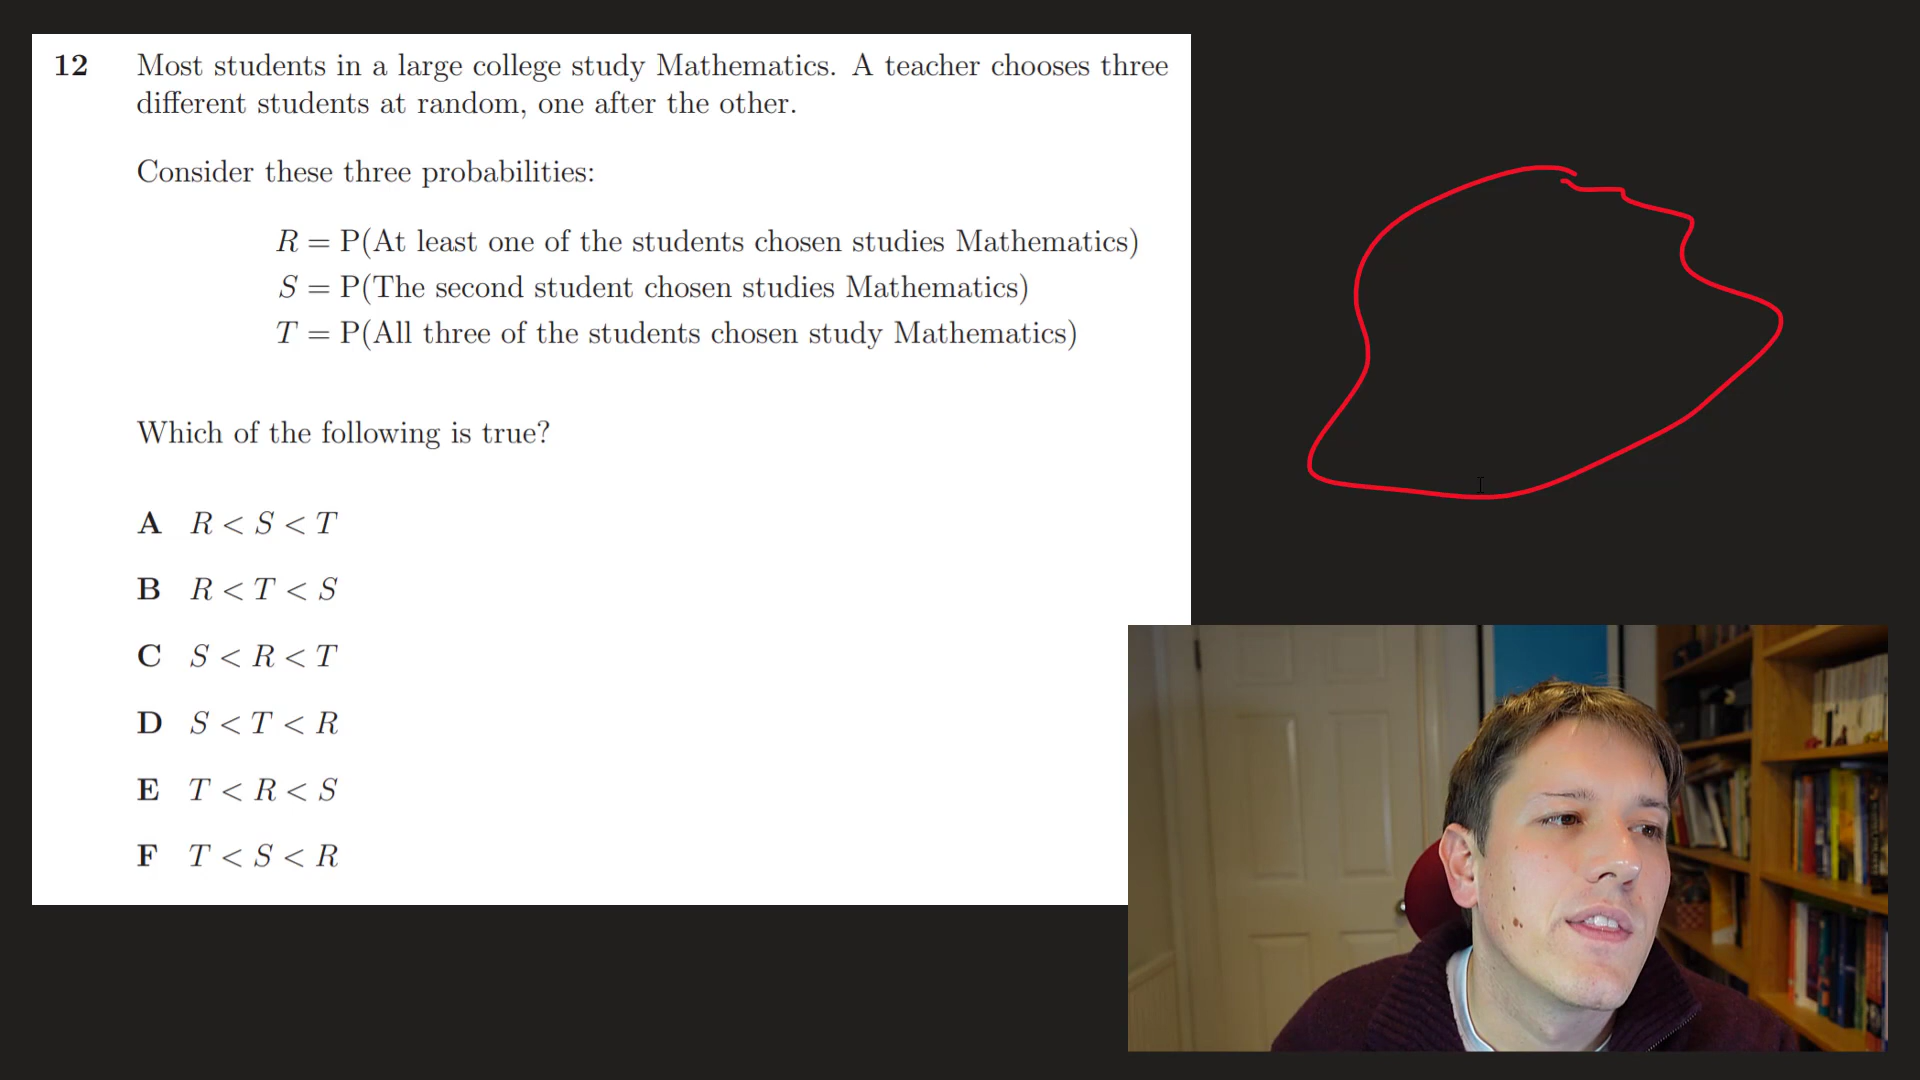 12 Most students in a large college study Mathematics. A teacher chooses three
different students at random, one after the other.
Consider these three probabilities:
R = P(At least one of the students chosen studies Mathematics)
S = P(The second student chosen studies Mathematics)
T = P(All three of the students chosen study Mathematics)
Which of the following is true?
A R < S < T
B R < T < S
C S < R < T
D S < T < R
E T < R < S
F T < S < R